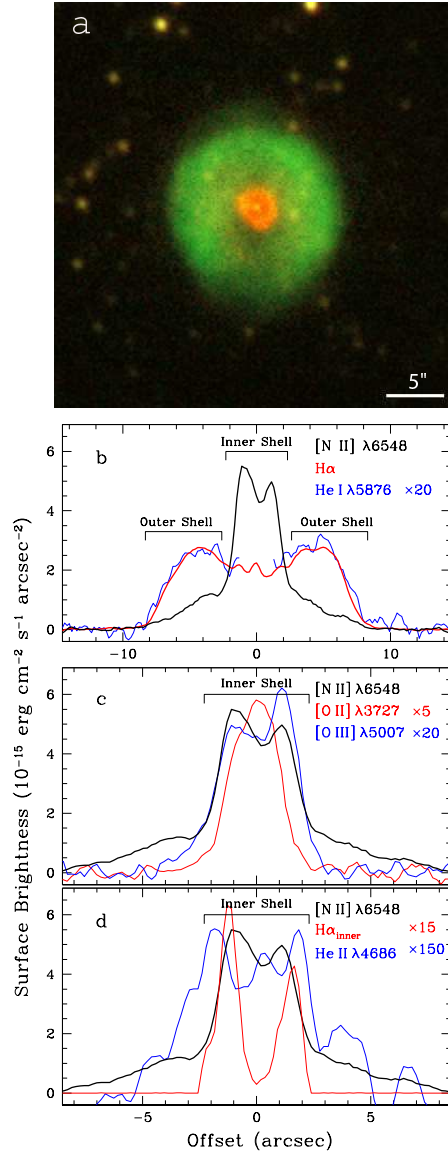 a
5"
b
Inner Shell
[N II] λ6548
Hα
He I λ5876 ×20
Outer Shell
Outer Shell
6
4
2
0
−10
0
10
c
Inner Shell
[N II] λ6548
[O II] λ3727 ×5
[O III] λ5007 ×20
6
4
2
0
d
Inner Shell
[N II] λ6548
Hαinner ×15
He II λ4686 ×150
6
4
2
0
−5
0
5
Offset (arcsec)
Surface Brightness (10⁻¹⁵ erg cm⁻² s⁻¹ arcsec⁻²)